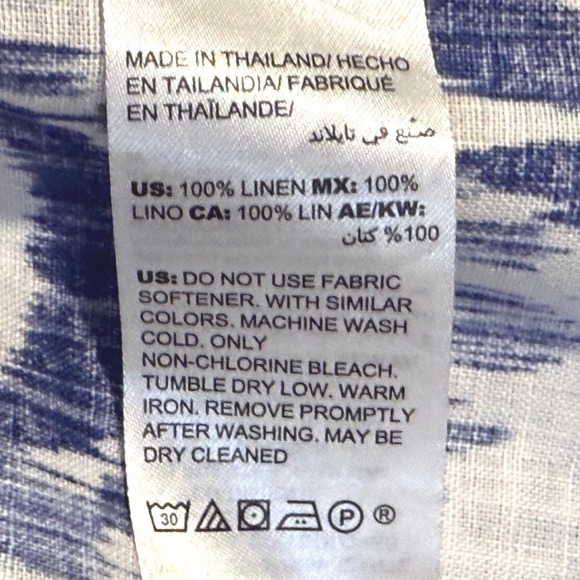 MADE IN THAILAND/ HECHO
EN TAILANDIA/ FABRIQUÉ
EN THAÏLANDE/
صنع في تايلاند
US: 100% LINEN MX: 100%
LINO CA: 100% LIN AE/KW:
100% كتان
US: DO NOT USE FABRIC
SOFTENER. WITH SIMILAR
COLORS. MACHINE WASH
COLD. ONLY
NON-CHLORINE BLEACH.
TUMBLE DRY LOW. WARM
IRON. REMOVE PROMPTLY
AFTER WASHING. MAY BE
DRY CLEANED
30 P ®